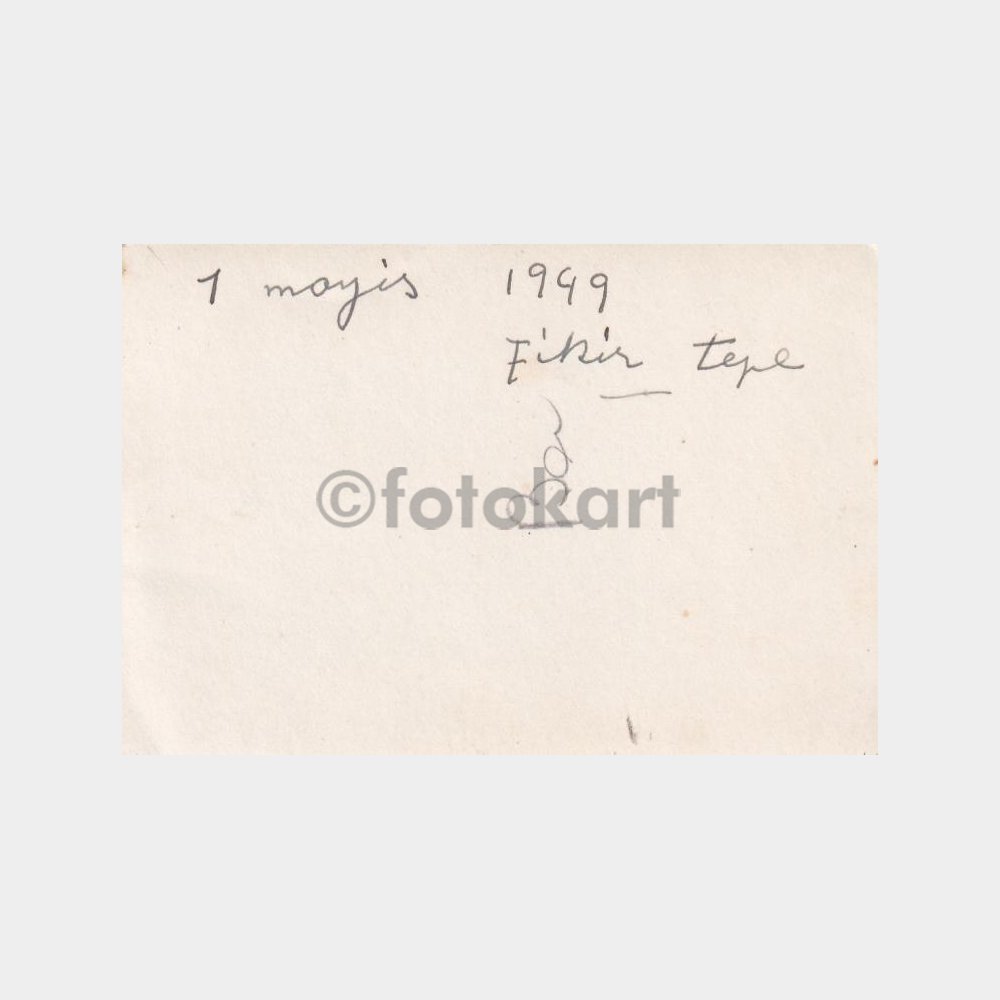 1 mayis 1949
Fikir tepe
©fotokart